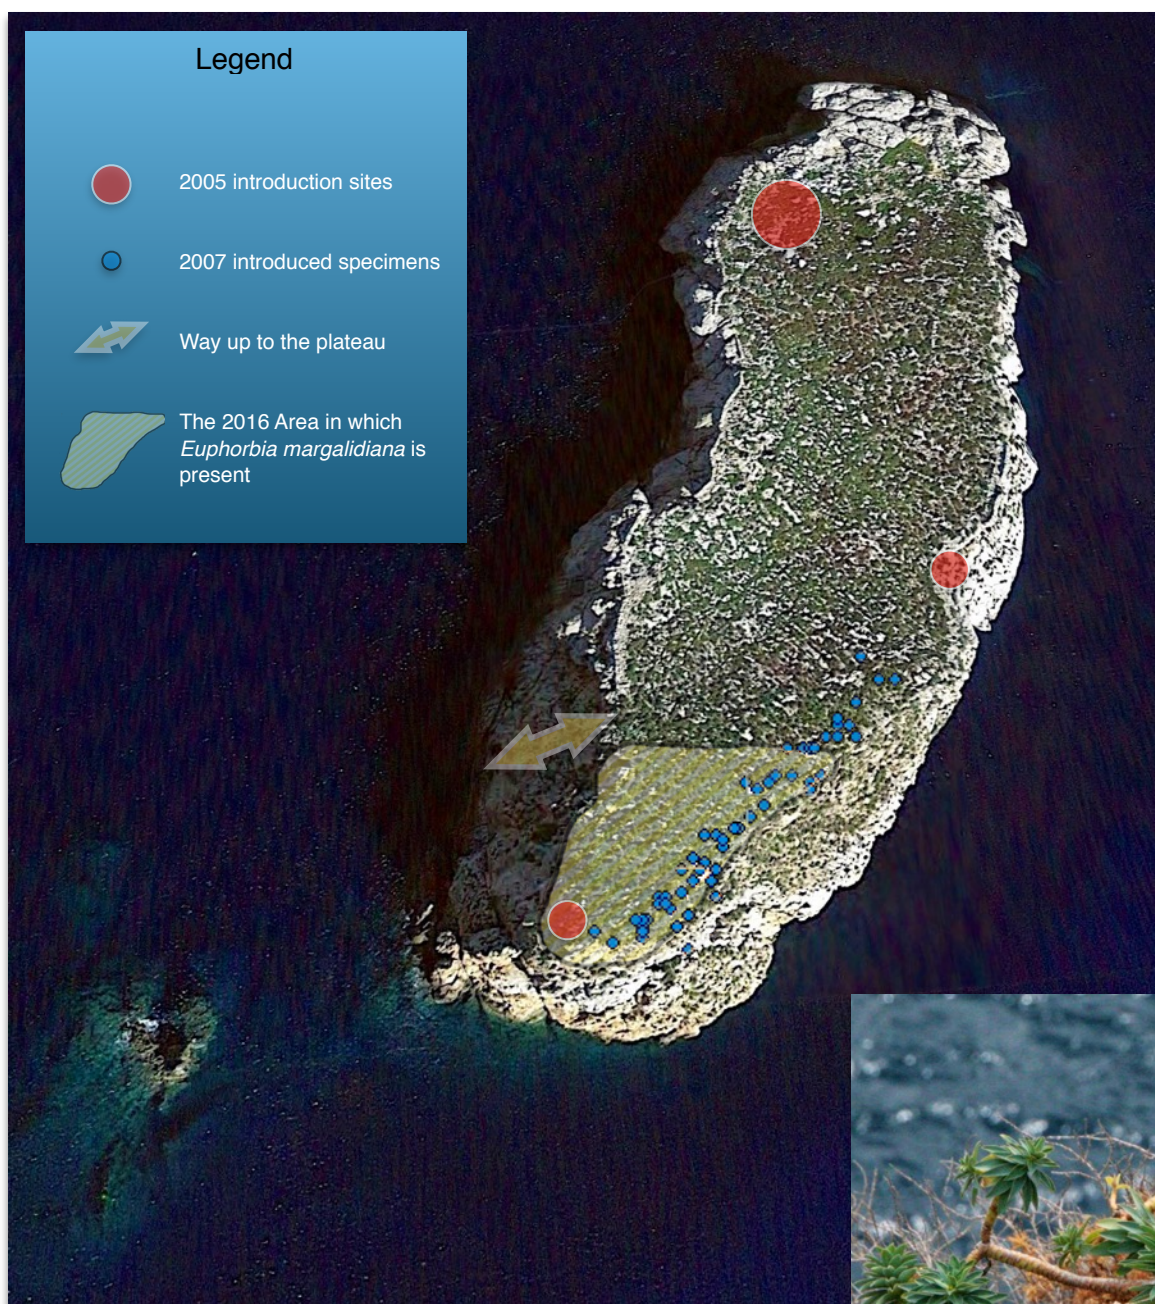 Legend
2005 introduction sites
2007 introduced specimens
Way up to the plateau
The 2016 Area in which
Euphorbia margalidiana is
present